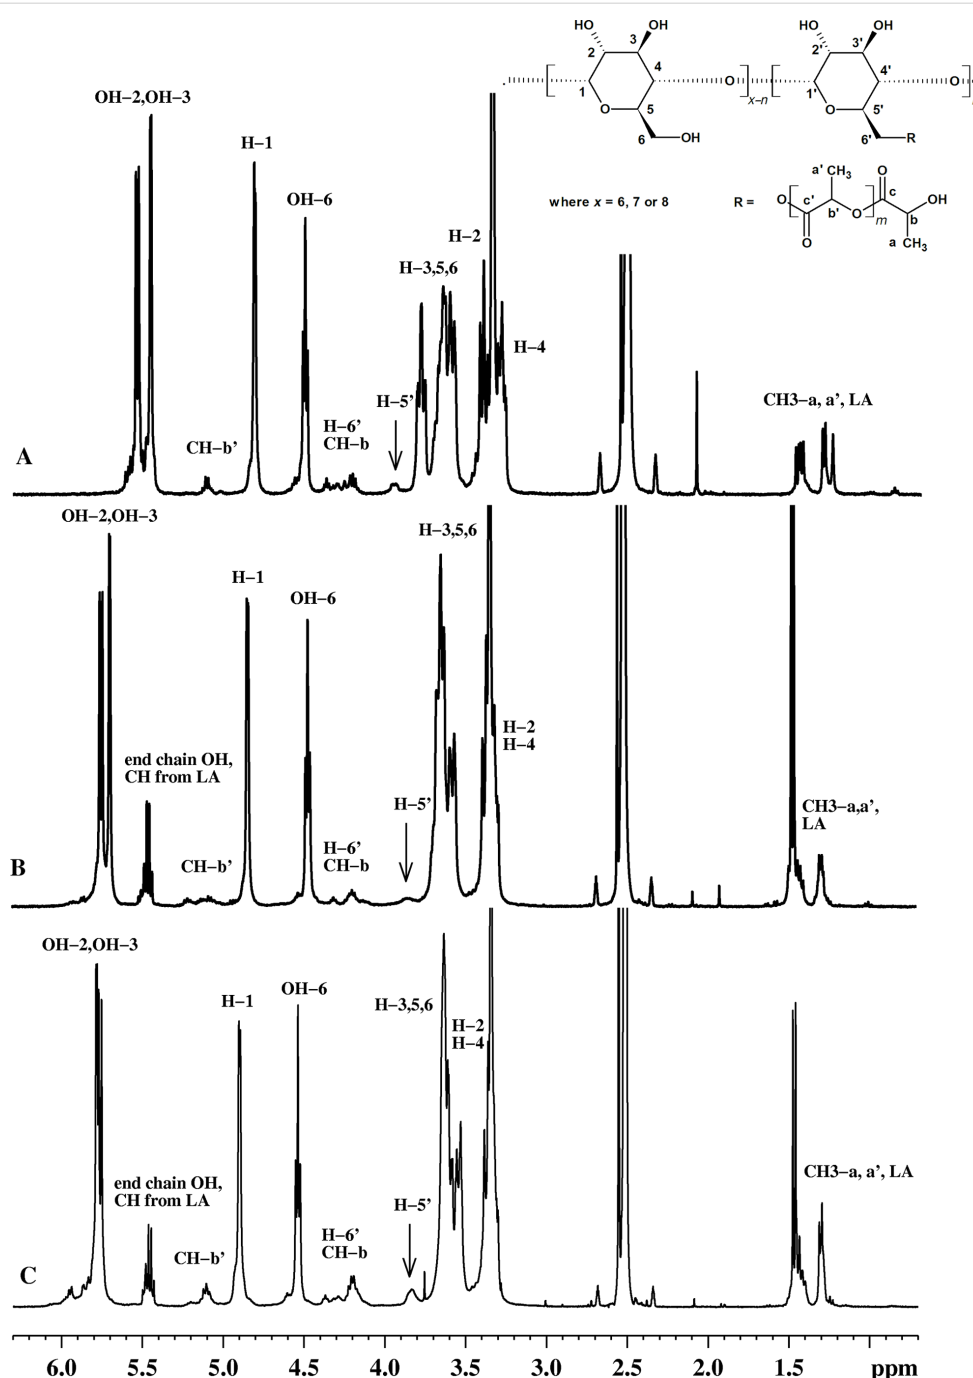 HO
OH
3
2
4
1
O
5
O
6
OH
x–n
HO
OH
3'
2'
4'
1'
O
5'
O
6'
R
where x = 6, 7 or 8
R =
a' CH3
O
O
c'
b'
O
O
m
c
b
OH
a
CH3
OH–2,OH–3
H–1
OH–6
H–2
H–3,5,6
H–4
H–5’
H–6’
CH–b
CH–b’
CH3–a, a’, LA
A
OH–2,OH–3
H–1
OH–6
H–3,5,6
H–2
H–4
end chain OH,
CH from LA
H–5’
H–6’
CH–b
CH–b’
CH3–a,a’,
LA
B
OH–2,OH–3
H–1
OH–6
H–3,5,6
H–2
H–4
end chain OH,
CH from LA
H–5’
H–6’
CH–b
CH–b’
CH3–a, a’, LA
C
6.0 5.5 5.0 4.5 4.0 3.5 3.0 2.5 2.0 1.5 ppm